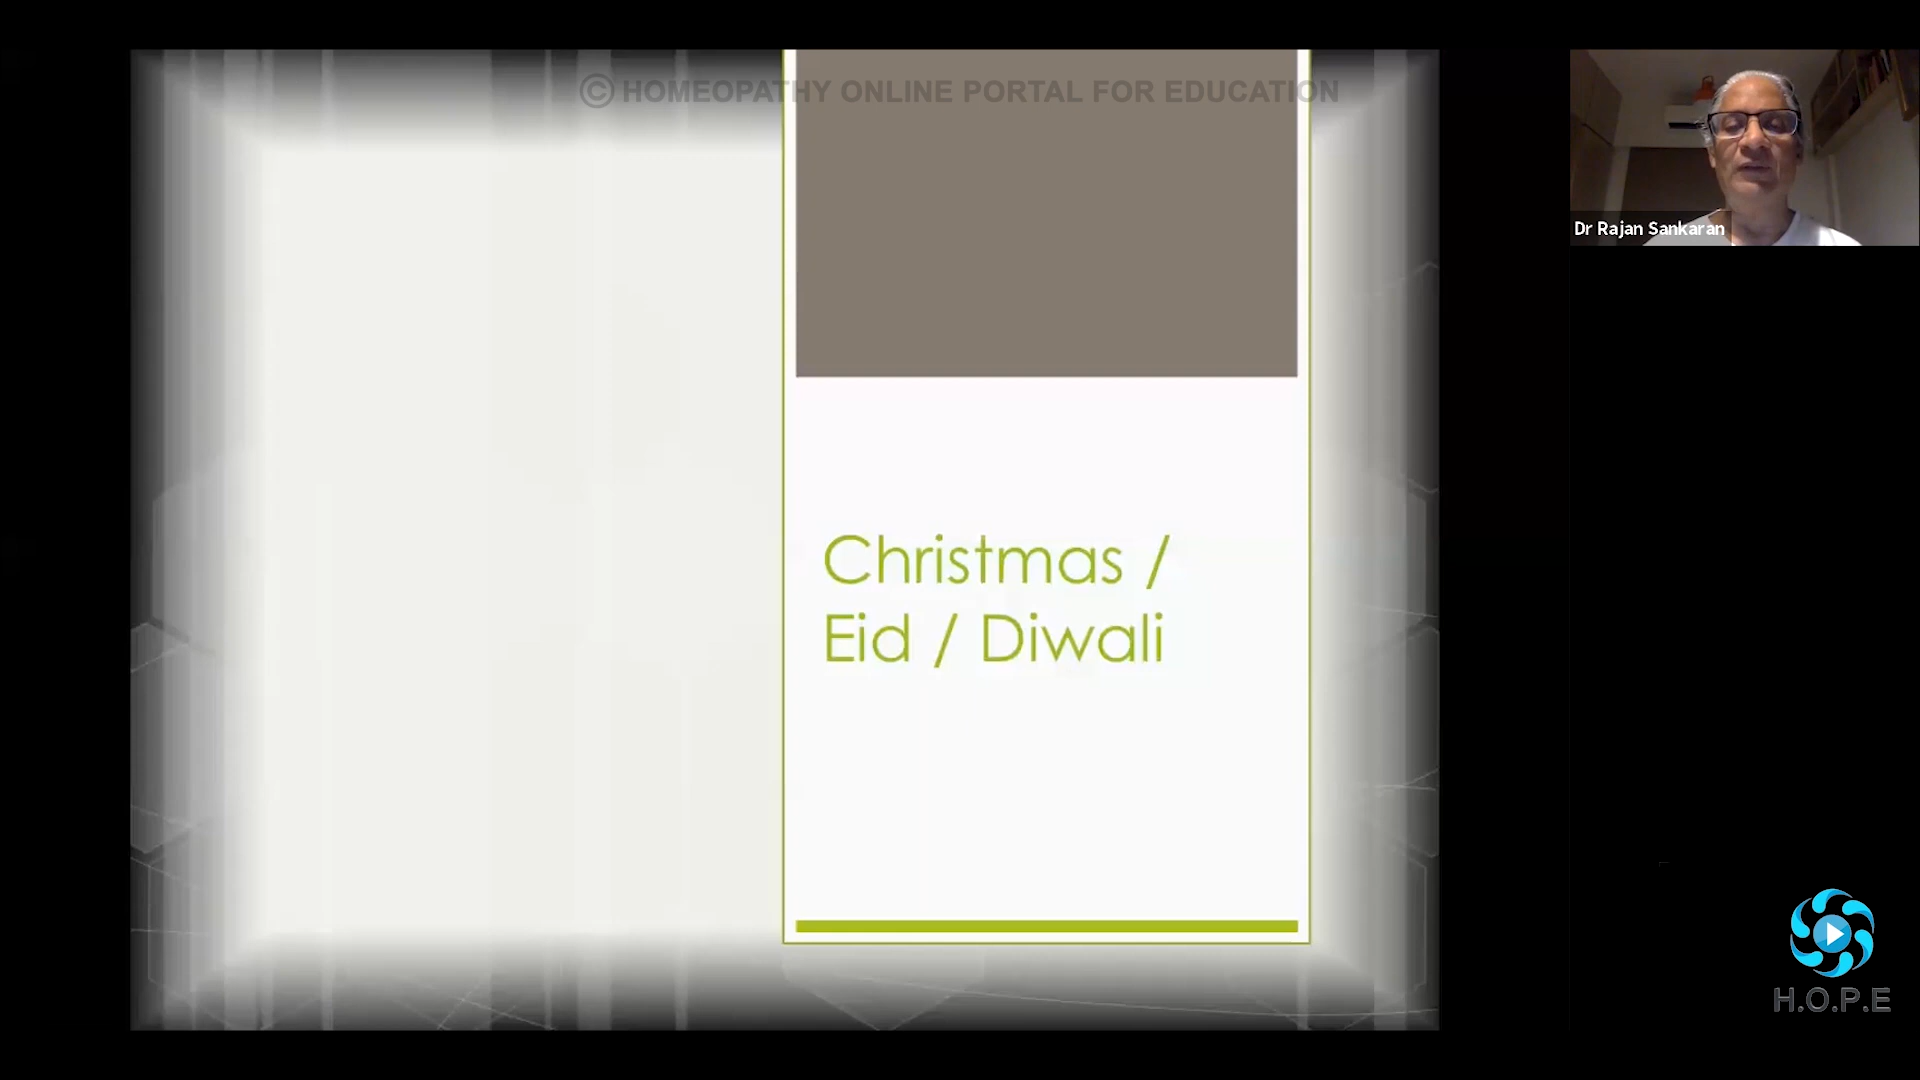 © HOMEOPATHY ONLINE PORTAL FOR EDUCATION
Dr Rajan Sankaran
Christmas /
Eid / Diwali
H.O.P.E